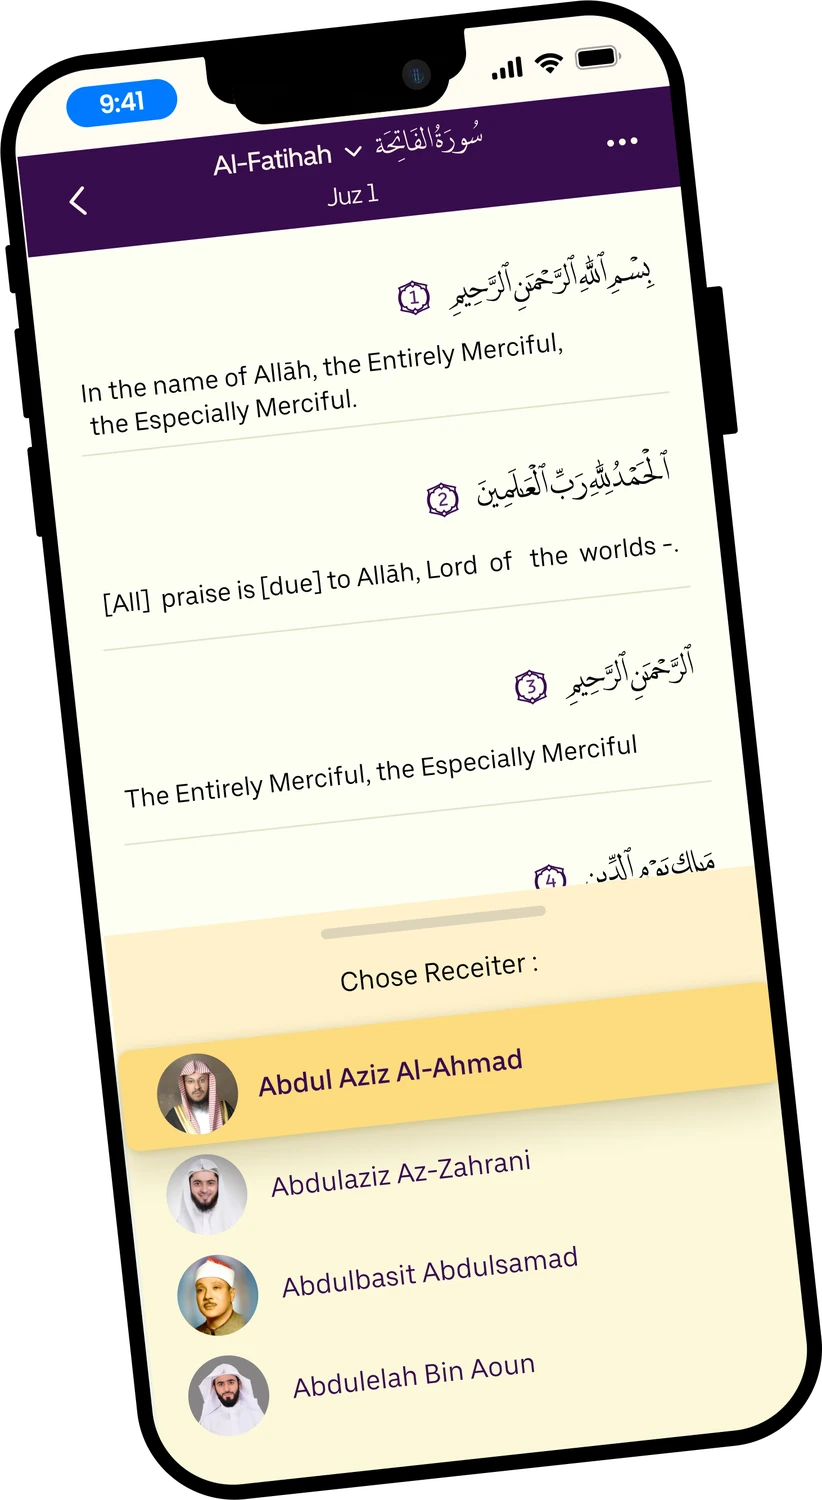 9:41
Al-Fatihah سُورَةُ الفَاتِحَة
Juz 1
بِسْمِ ٱللَّهِ ٱلرَّحْمَٰنِ ٱلرَّحِيمِ 1
In the name of Allāh, the Entirely Merciful,
the Especially Merciful.
ٱلْحَمْدُ لِلَّهِ رَبِّ ٱلْعَٰلَمِينَ 2
[All] praise is [due] to Allāh, Lord of the worlds -.
ٱلرَّحْمَٰنِ ٱلرَّحِيمِ 3
The Entirely Merciful, the Especially Merciful
مَٰلِكِ يَوْمِ ٱلدِّينِ 4
Chose Receiter :
Abdul Aziz Al-Ahmad
Abdulaziz Az-Zahrani
Abdulbasit Abdulsamad
Abdulelah Bin Aoun